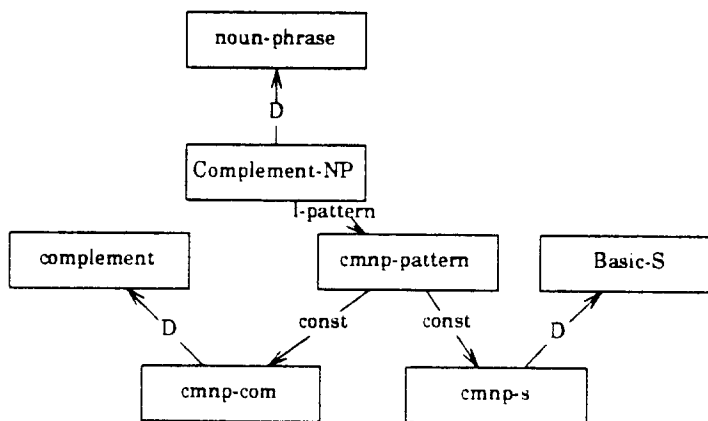 noun-phrase
D
Complement-NP
l-pattern
complement
cmnp-pattern
Basic-S
D
const
const
D
cmnp-com
cmnp-s